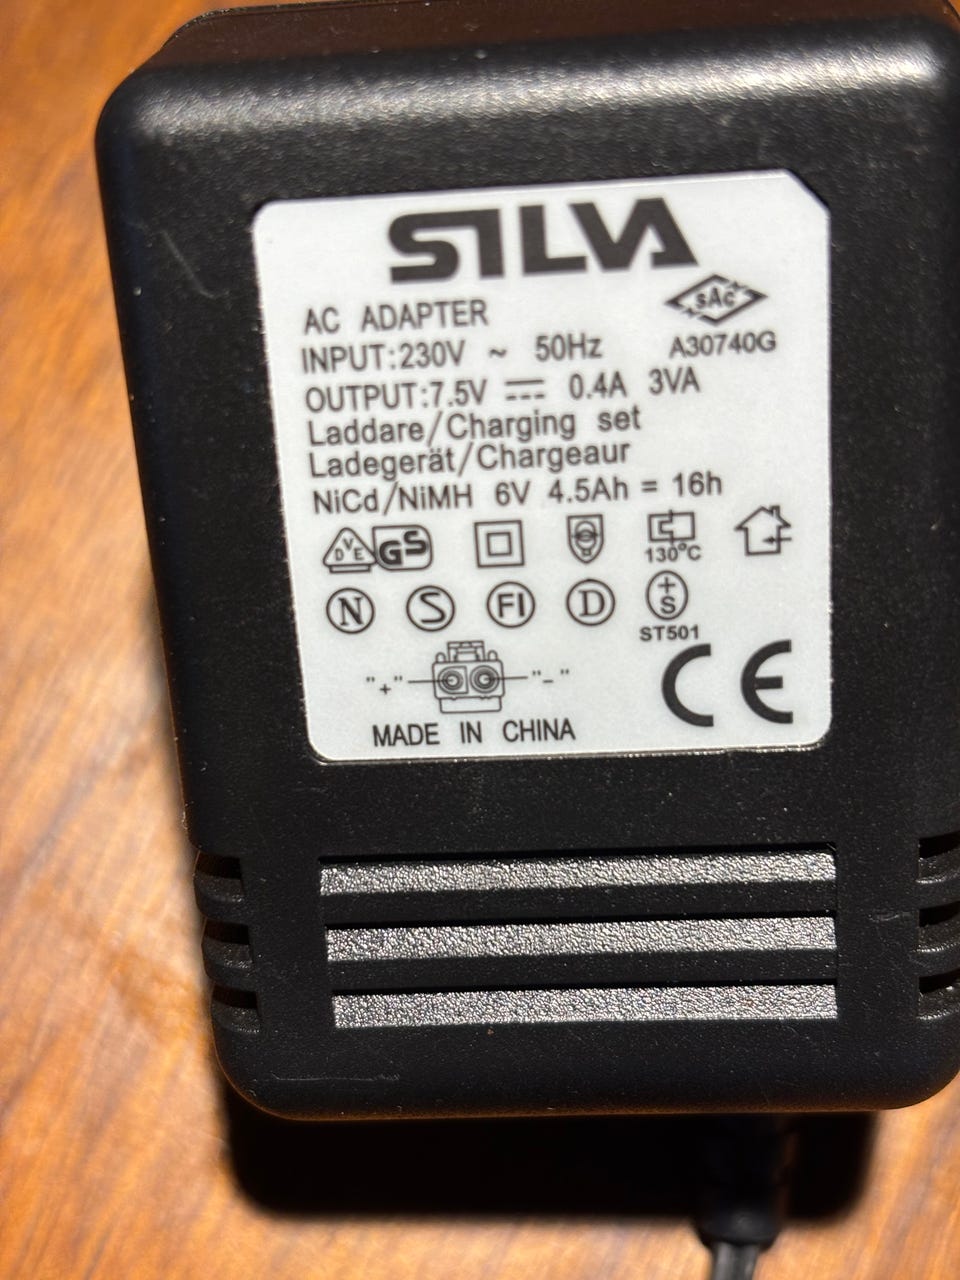 SILVA
sAc
AC ADAPTER
INPUT:230V ~ 50Hz A30740G
OUTPUT:7.5V ⎓ 0.4A 3VA
Laddare/Charging set
Ladegerät/Chargeaur
NiCd/NiMH 6V 4.5Ah = 16h
DVE GS
130°C
N S FI D +S
ST501
"+" "-"
CE
MADE IN CHINA